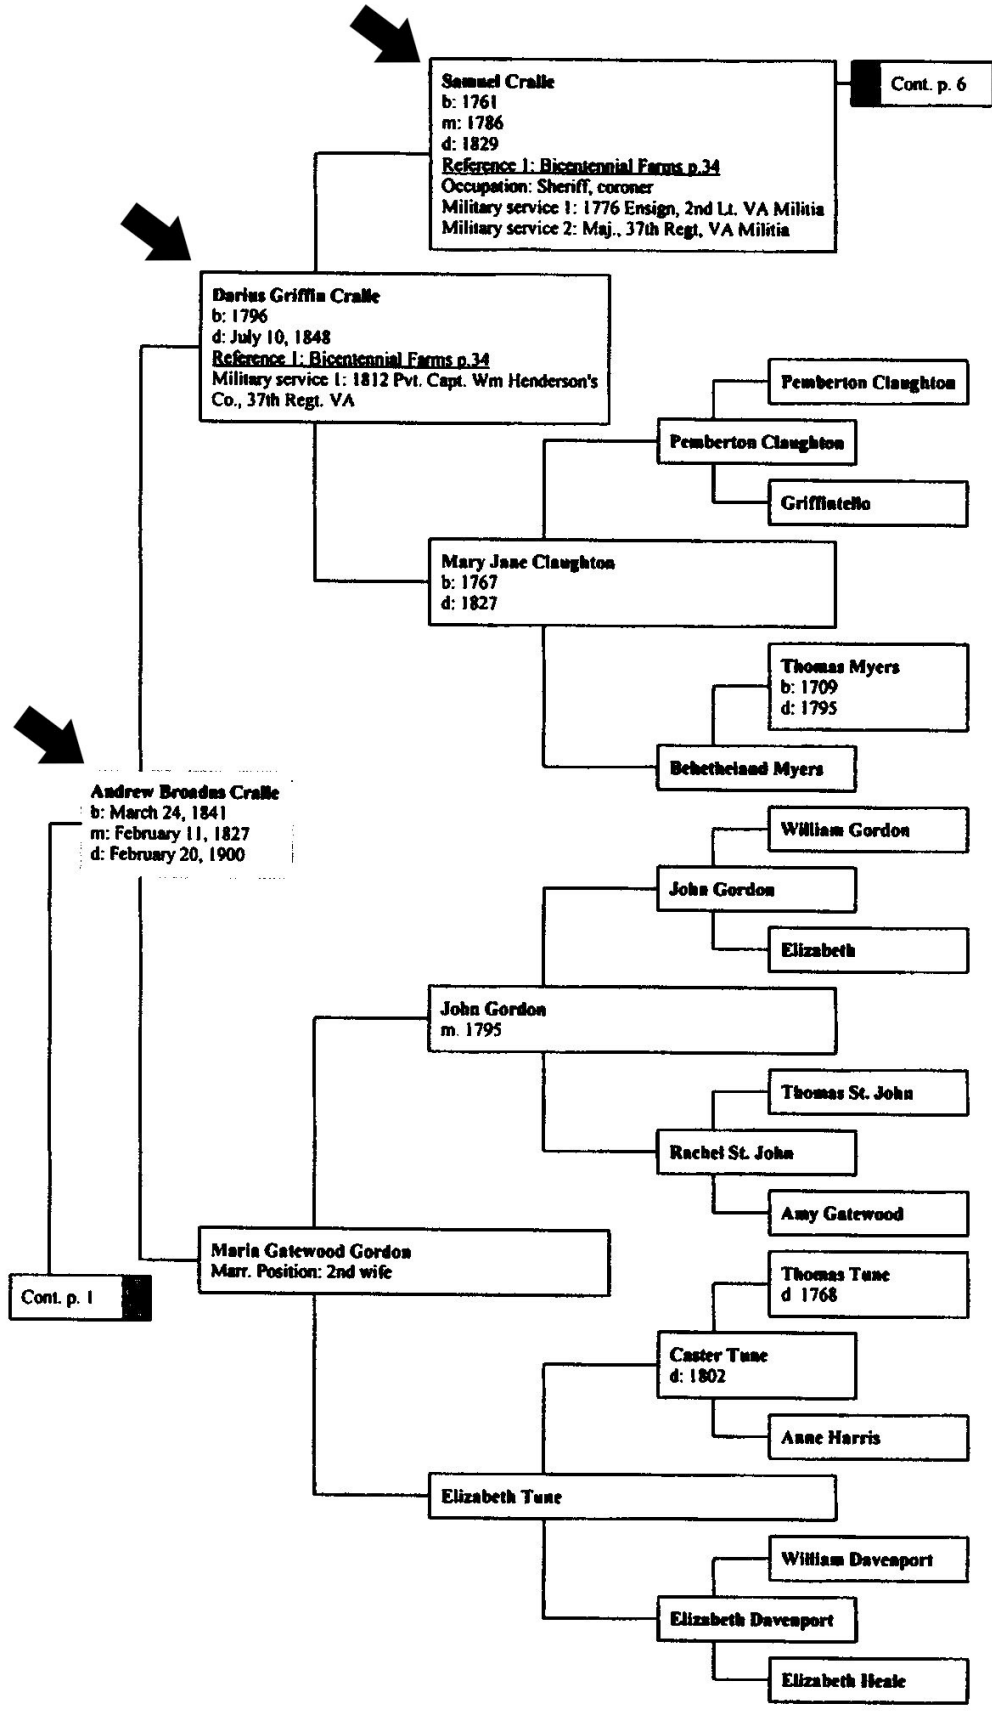 Samuel Cralle
b: 1761
m: 1786
d: 1829
Reference 1: Bicentennial Farms p.34
Occupation: Sheriff, coroner
Military service 1: 1776 Ensign, 2nd Lt. VA Militia
Military service 2: Maj., 37th Regt, VA Militia
Cont. p. 6
Darius Griffin Cralle
b: 1796
d: July 10, 1848
Reference 1: Bicentennial Farms p.34
Military service 1: 1812 Pvt. Capt. Wm Henderson's
Co., 37th Regt. VA
Pemberton Claughton
Pemberton Claughton
Griffintello
Mary Jane Claughton
b: 1767
d: 1827
Thomas Myers
b: 1709
d: 1795
Behetheland Myers
Andrew Broadus Cralle
b: March 24, 1841
m: February 11, 1827
d: February 20, 1900
William Gordon
John Gordon
Elizabeth
John Gordon
m. 1795
Thomas St. John
Rachel St. John
Amy Gatewood
Maria Gatewood Gordon
Marr. Position: 2nd wife
Cont. p. 1
Thomas Tune
d 1768
Caster Tune
d: 1802
Anne Harris
Elizabeth Tune
William Davenport
Elizabeth Davenport
Elizabeth Heale